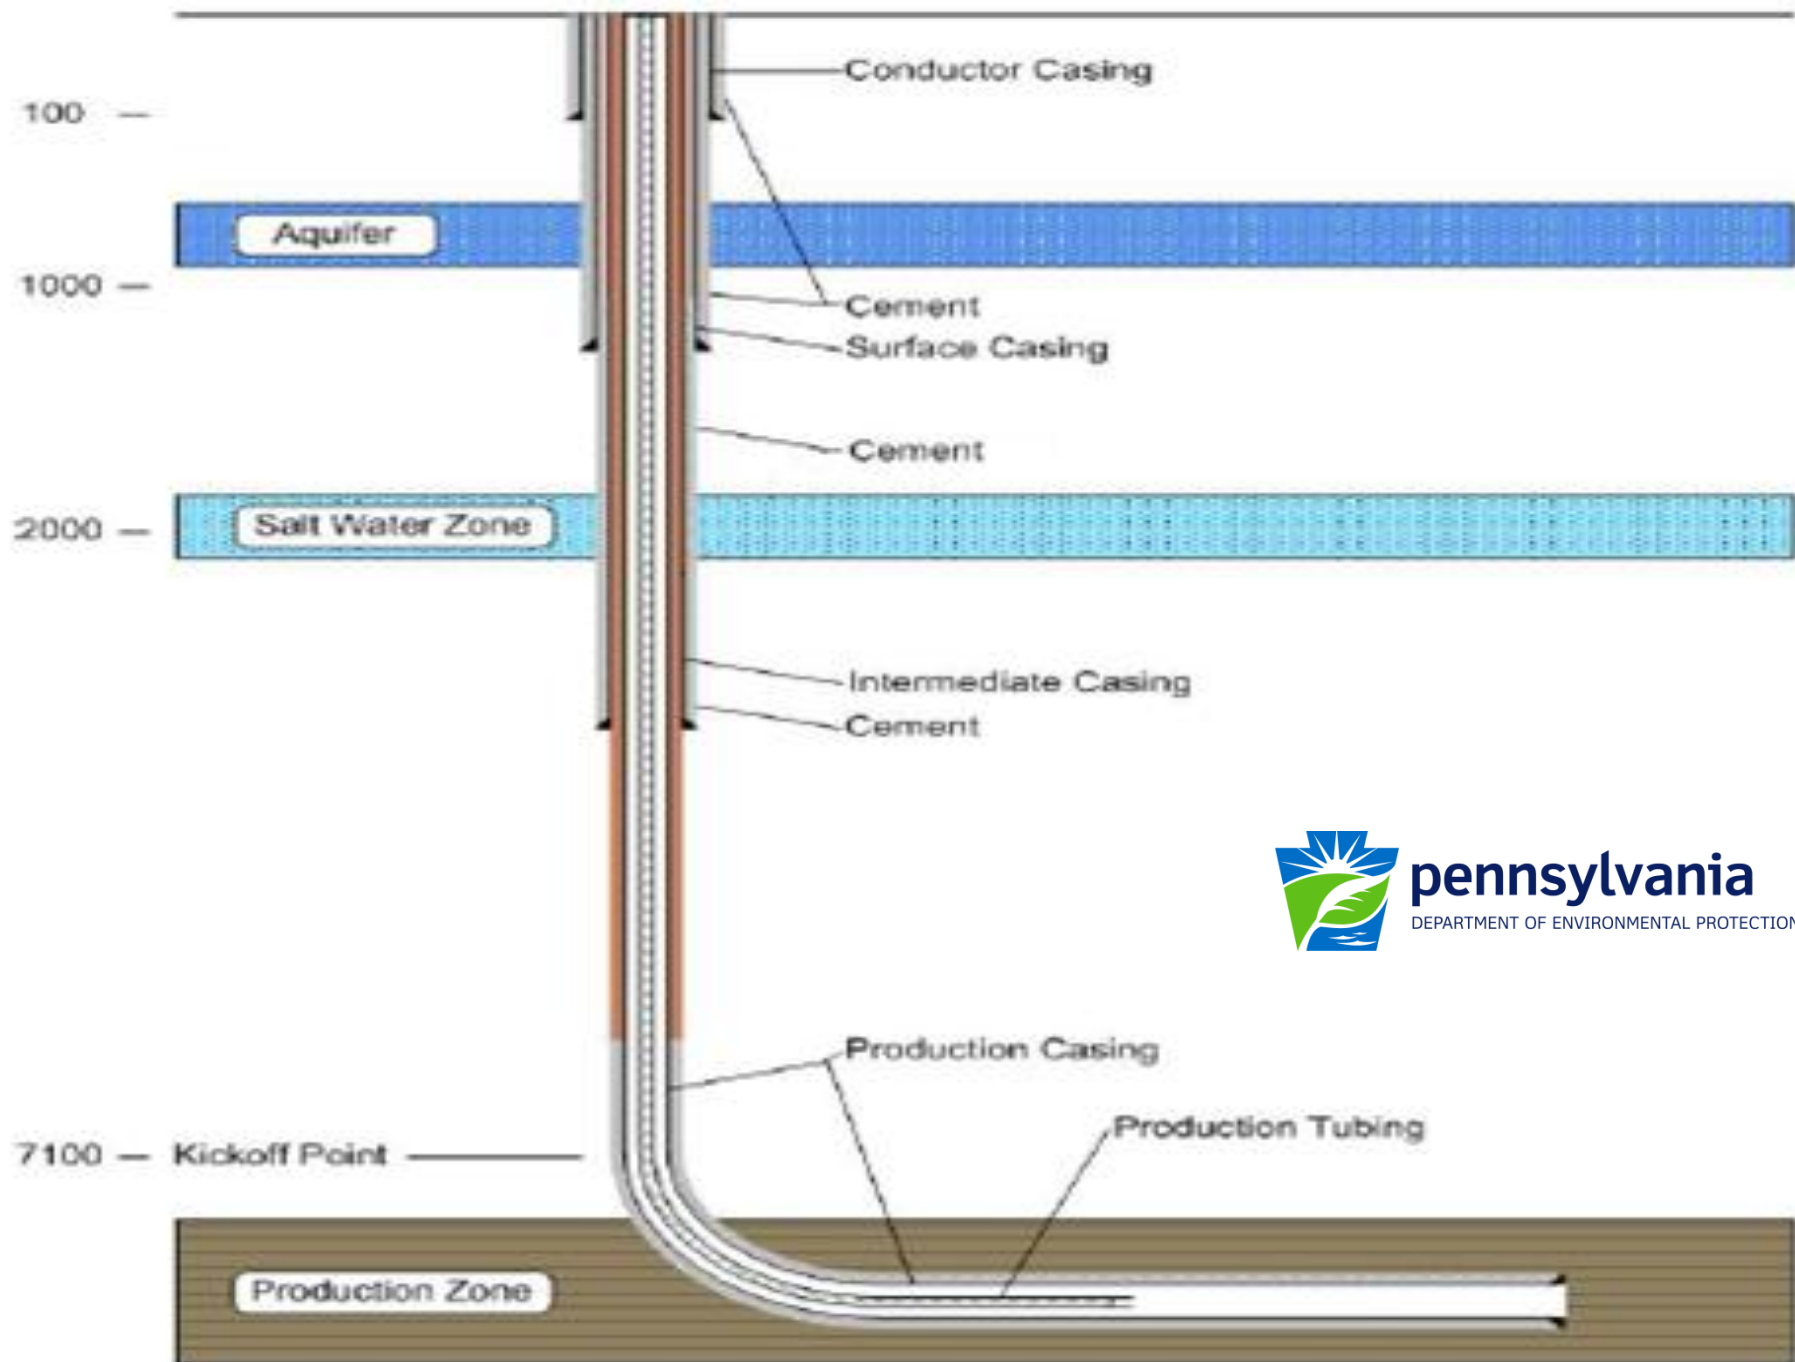 Conductor Casing
100 —
Aquifer
1000 —
Cement
Surface Casing
Cement
2000 —
Salt Water Zone
Intermediate Casing
Cement
pennsylvania
DEPARTMENT OF ENVIRONMENTAL PROTECTION
Production Casing
Production Tubing
7100 — Kickoff Point
Production Zone